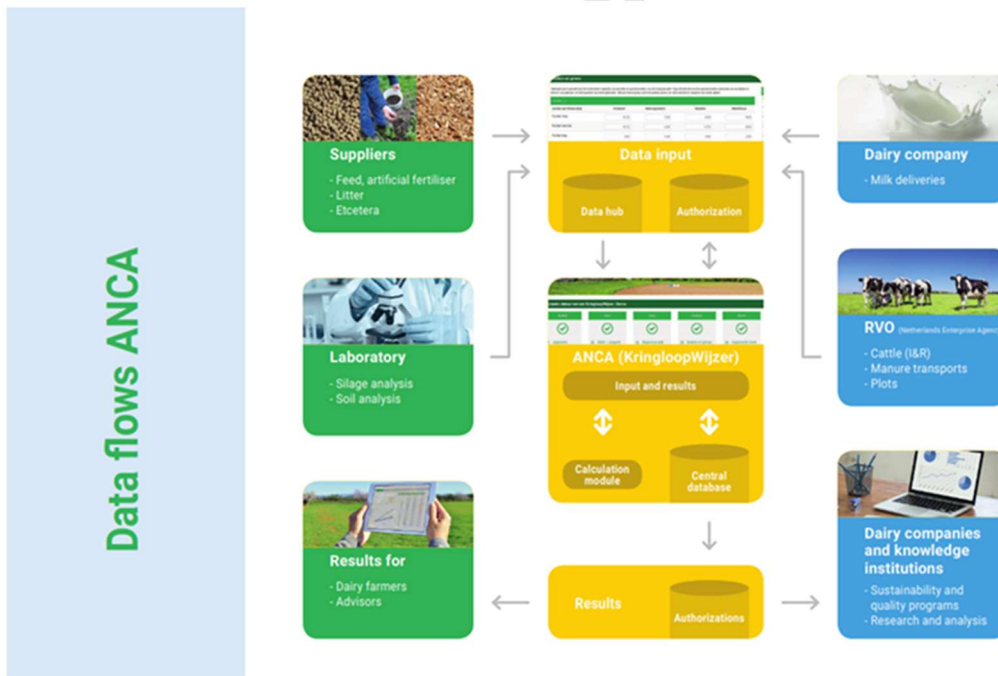 Data flows ANCA
Suppliers
- Feed, artificial fertiliser
- Litter
- Etcetera
Data input
Data hub
Authorization
Dairy company
- Milk deliveries
Laboratory
- Silage analysis
- Soil analysis
ANCA (KringloopWijzer)
Input and results
Calculation
module
Central
database
RVO (Netherlands Enterprise Agenc
- Cattle (I&R)
- Manure transports
- Plots
Results for
- Dairy farmers
- Advisors
Results
Authorizations
Dairy companies
and knowledge
institutions
- Sustainability and
quality programs
- Research and analysis